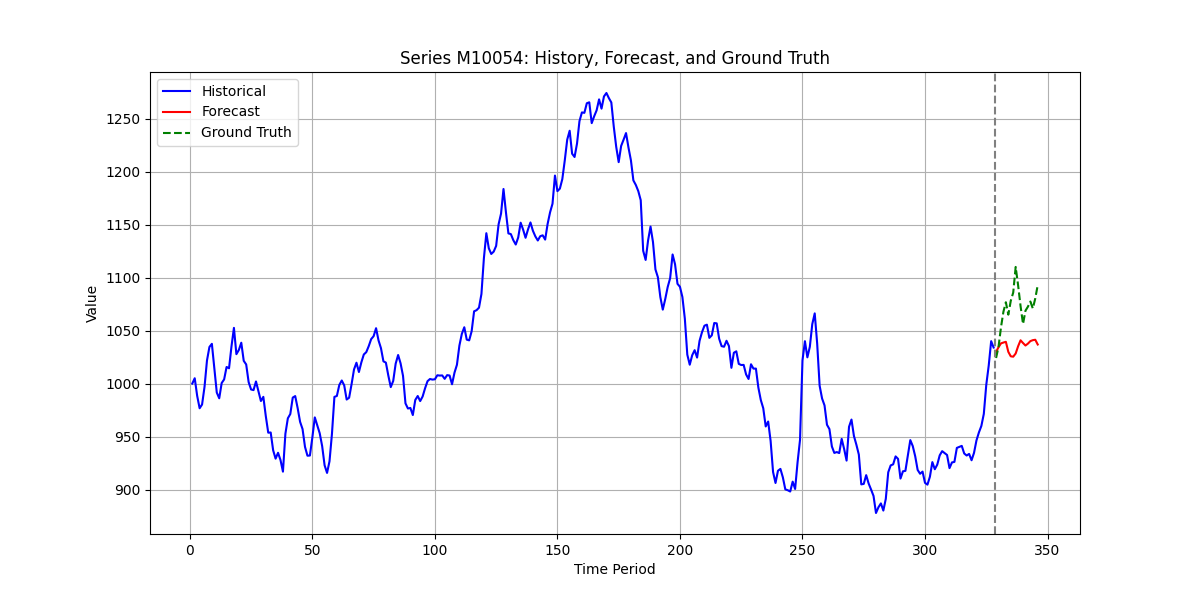 Series M10054: History, Forecast, and Ground Truth
Historical
Forecast
Ground Truth
Value
1250
1200
1150
1100
1050
1000
950
900
0 50 100 150 200 250 300 350
Time Period